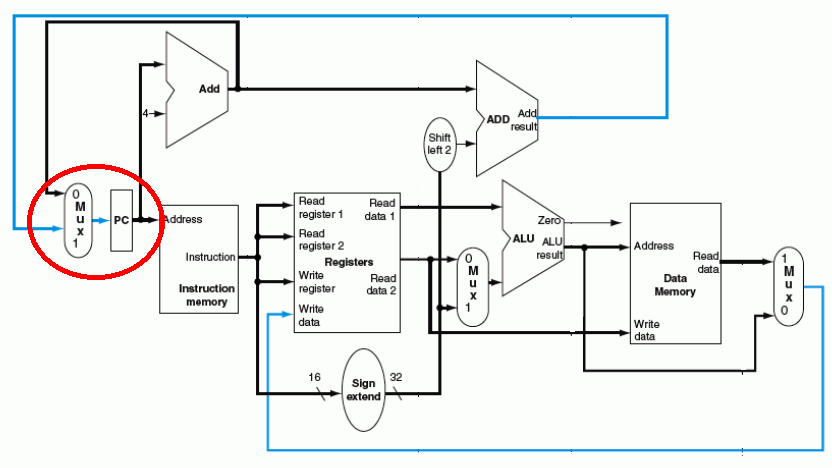 Add
4
ADD
Add
result
Shift
left 2
0
M
u
x
1
PC
Address
Instruction
Instruction
memory
Read
register 1
Read
data 1
Read
register 2
Registers
Write
register
Read
data 2
Write
data
16
Sign
extend
32
0
M
u
x
1
Zero
ALU
ALU
result
Address
Read
data
Data
Memory
Write
data
1
M
u
x
0